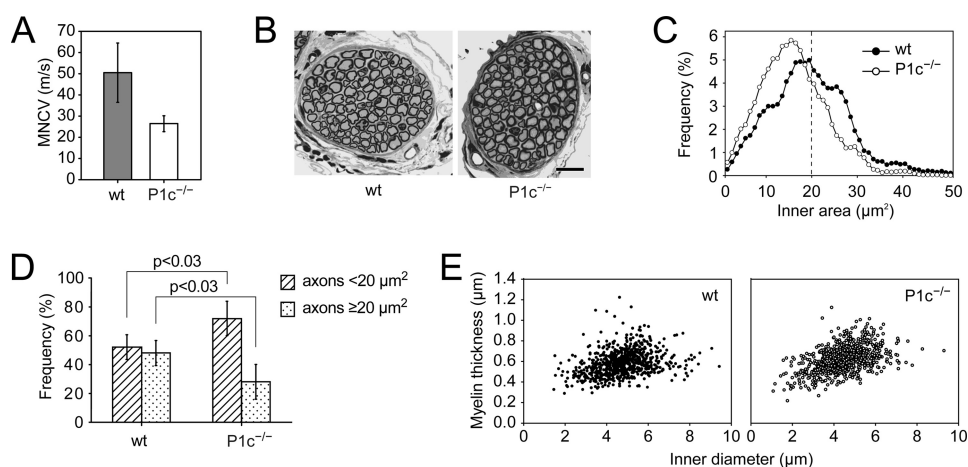 A
MNCV (m/s)
70
60
50
40
30
20
10
0
wt
P1c−/−
B
wt
P1c−/−
C
Frequency (%)
6
5
4
3
2
1
0
0
10
20
30
40
50
Inner area (µm²)
wt
P1c−/−
D
Frequency (%)
100
80
60
40
20
0
p<0.03
p<0.03
axons <20 µm²
axons ≥20 µm²
wt
P1c−/−
E
Myelin thickness (µm)
1.4
1.2
1.0
0.8
0.6
0.4
0.2
0.0
wt
P1c−/−
0 2 4 6 8 10
0 2 4 6 8 10
Inner diameter (µm)